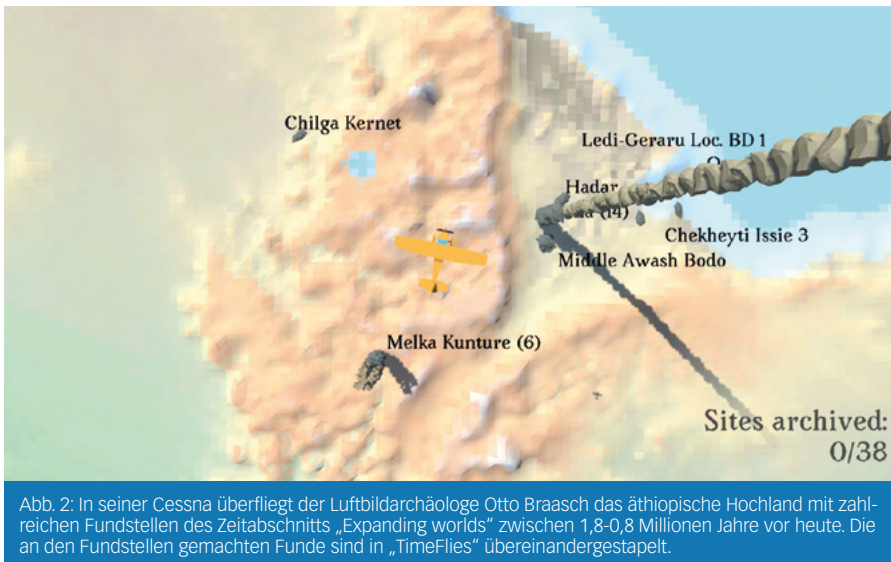 Chilga Kernet
Ledi-Geraru Loc. BD 1
Hadar
(14)
Chekheyti Issie 3
Middle Awash Bodo
Melka Kunture (6)
Sites archived:
0/38
Abb. 2: In seiner Cessna überfliegt der Luftbildarchäologe Otto Braasch das äthiopische Hochland mit zahl-
reichen Fundstellen des Zeitabschnitts „Expanding worlds“ zwischen 1,8-0,8 Millionen Jahre vor heute. Die
an den Fundstellen gemachten Funde sind in „TimeFlies“ übereinandergestapelt.